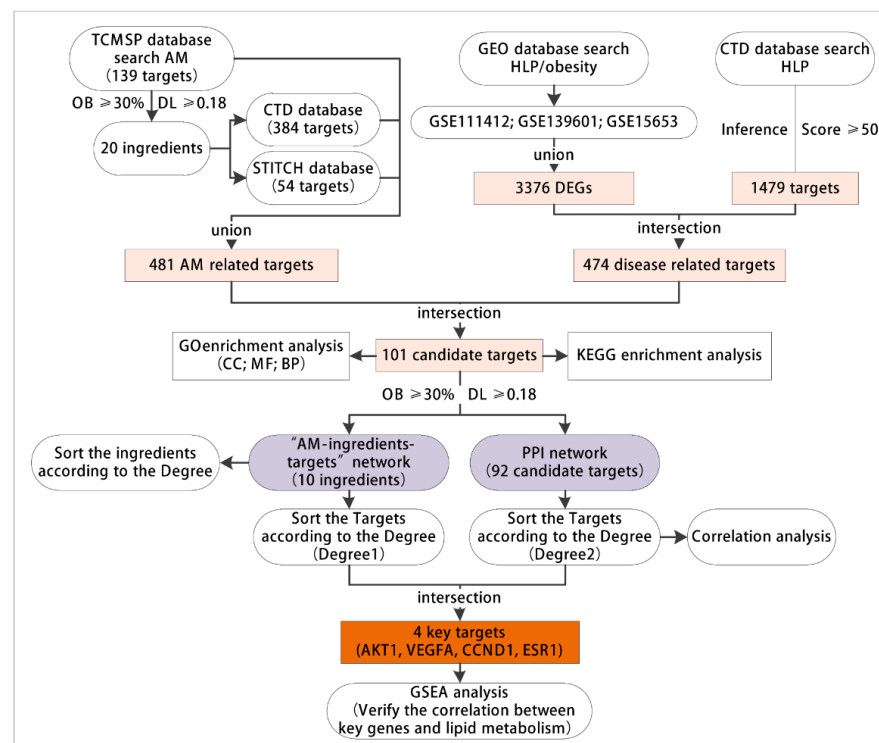 TCMSP database
search AM
(139 targets)
OB ≥30% DL ≥0.18
20 ingredients
CTD database
(384 targets)
STITCH database
(54 targets)
union
481 AM related targets
GEO database search
HLP/obesity
GSE111412; GSE139601; GSE15653
union
3376 DEGs
CTD database search
HLP
Inference Score ≥50
1479 targets
intersection
474 disease related targets
intersection
GOenrichment analysis
(CC; MF; BP)
101 candidate targets
KEGG enrichment analysis
OB ≥30% DL ≥0.18
Sort the ingredients
according to the Degree
“AM-ingredients-
targets” network
(10 ingredients)
PPI network
(92 candidate targets)
Sort the Targets
according to the Degree
(Degree1)
Sort the Targets
according to the Degree
(Degree2)
Correlation analysis
intersection
4 key targets
(AKT1, VEGFA, CCND1, ESR1)
GSEA analysis
(Verify the correlation between
key genes and lipid metabolism)